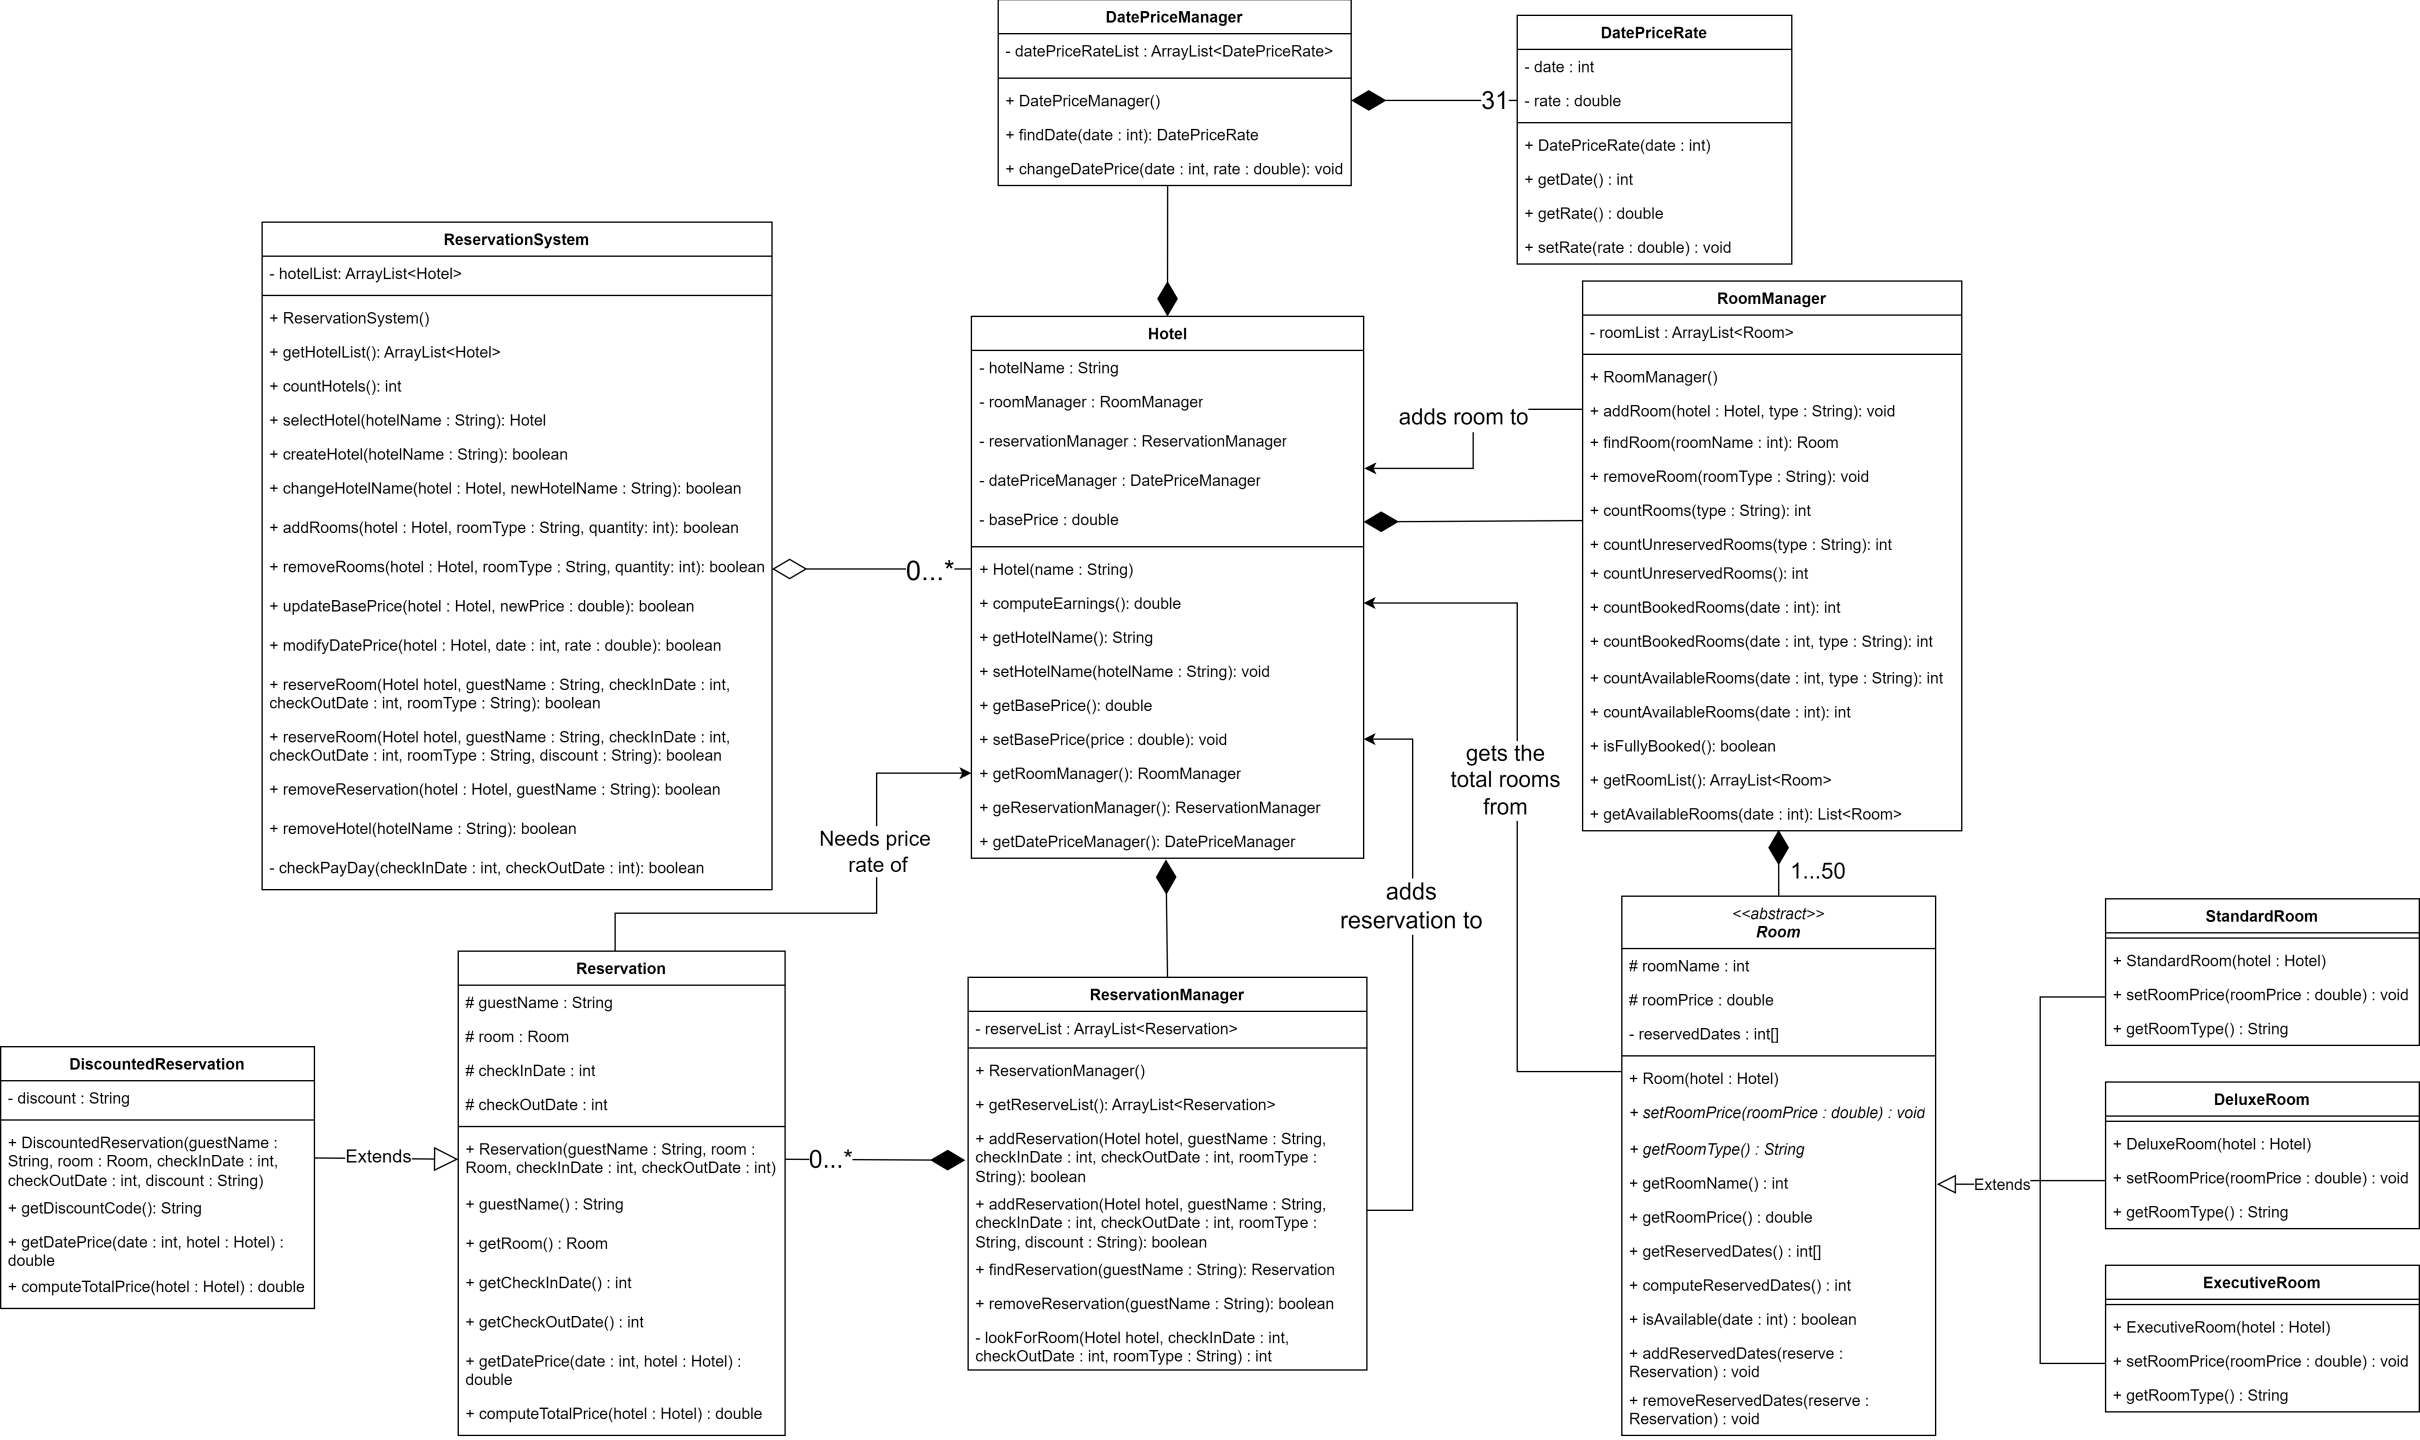 DatePriceManager
- datePriceRateList : ArrayList<DatePriceRate>
+ DatePriceManager()
+ findDate(date : int): DatePriceRate
+ changeDatePrice(date : int, rate : double): void
31
DatePriceRate
- date : int
- rate : double
+ DatePriceRate(date : int)
+ getDate() : int
+ getRate() : double
+ setRate(rate : double) : void
ReservationSystem
- hotelList: ArrayList<Hotel>
+ ReservationSystem()
+ getHotelList(): ArrayList<Hotel>
+ countHotels(): int
+ selectHotel(hotelName : String): Hotel
+ createHotel(hotelName : String): boolean
+ changeHotelName(hotel : Hotel, newHotelName : String): boolean
+ addRooms(hotel : Hotel, roomType : String, quantity: int): boolean
+ removeRooms(hotel : Hotel, roomType : String, quantity: int): boolean
+ updateBasePrice(hotel : Hotel, newPrice : double): boolean
+ modifyDatePrice(hotel : Hotel, date : int, rate : double): boolean
+ reserveRoom(Hotel hotel, guestName : String, checkInDate : int,
checkOutDate : int, roomType : String): boolean
+ reserveRoom(Hotel hotel, guestName : String, checkInDate : int,
checkOutDate : int, roomType : String, discount : String): boolean
+ removeReservation(hotel : Hotel, guestName : String): boolean
+ removeHotel(hotelName : String): boolean
- checkPayDay(checkInDate : int, checkOutDate : int): boolean
0...*
Hotel
- hotelName : String
- roomManager : RoomManager
- reservationManager : ReservationManager
- datePriceManager : DatePriceManager
- basePrice : double
+ Hotel(name : String)
+ computeEarnings(): double
+ getHotelName(): String
+ setHotelName(hotelName : String): void
+ getBasePrice(): double
+ setBasePrice(price : double): void
+ getRoomManager(): RoomManager
+ geReservationManager(): ReservationManager
+ getDatePriceManager(): DatePriceManager
adds room to
RoomManager
- roomList : ArrayList<Room>
+ RoomManager()
+ addRoom(hotel : Hotel, type : String): void
+ findRoom(roomName : int): Room
+ removeRoom(roomType : String): void
+ countRooms(type : String): int
+ countUnreservedRooms(type : String): int
+ countUnreservedRooms(): int
+ countBookedRooms(date : int): int
+ countBookedRooms(date : int, type : String): int
+ countAvailableRooms(date : int, type : String): int
+ countAvailableRooms(date : int): int
+ isFullyBooked(): boolean
+ getRoomList(): ArrayList<Room>
+ getAvailableRooms(date : int): List<Room>
gets the
total rooms
from
Needs price
rate of
adds
reservation to
1...50
DiscountedReservation
- discount : String
+ DiscountedReservation(guestName :
String, room : Room, checkInDate : int,
checkOutDate : int, discount : String)
+ getDiscountCode(): String
+ getDatePrice(date : int, hotel : Hotel) :
double
+ computeTotalPrice(hotel : Hotel) : double
Extends
Reservation
# guestName : String
# room : Room
# checkInDate : int
# checkOutDate : int
+ Reservation(guestName : String, room :
Room, checkInDate : int, checkOutDate : int)
+ guestName() : String
+ getRoom() : Room
+ getCheckInDate() : int
+ getCheckOutDate() : int
+ getDatePrice(date : int, hotel : Hotel) :
double
+ computeTotalPrice(hotel : Hotel) : double
0...*
ReservationManager
- reserveList : ArrayList<Reservation>
+ ReservationManager()
+ getReserveList(): ArrayList<Reservation>
+ addReservation(Hotel hotel, guestName : String,
checkInDate : int, checkOutDate : int, roomType :
String): boolean
+ addReservation(Hotel hotel, guestName : String,
checkInDate : int, checkOutDate : int, roomType :
String, discount : String): boolean
+ findReservation(guestName : String): Reservation
+ removeReservation(guestName : String): boolean
- lookForRoom(Hotel hotel, checkInDate : int,
checkOutDate : int, roomType : String) : int
<<abstract>>
Room
# roomName : int
# roomPrice : double
- reservedDates : int[]
+ Room(hotel : Hotel)
+ setRoomPrice(roomPrice : double) : void
+ getRoomType() : String
+ getRoomName() : int
+ getRoomPrice() : double
+ getReservedDates() : int[]
+ computeReservedDates() : int
+ isAvailable(date : int) : boolean
+ addReservedDates(reserve :
Reservation) : void
+ removeReservedDates(reserve :
Reservation) : void
Extends
StandardRoom
+ StandardRoom(hotel : Hotel)
+ setRoomPrice(roomPrice : double) : void
+ getRoomType() : String
DeluxeRoom
+ DeluxeRoom(hotel : Hotel)
+ setRoomPrice(roomPrice : double) : void
+ getRoomType() : String
ExecutiveRoom
+ ExecutiveRoom(hotel : Hotel)
+ setRoomPrice(roomPrice : double) : void
+ getRoomType() : String